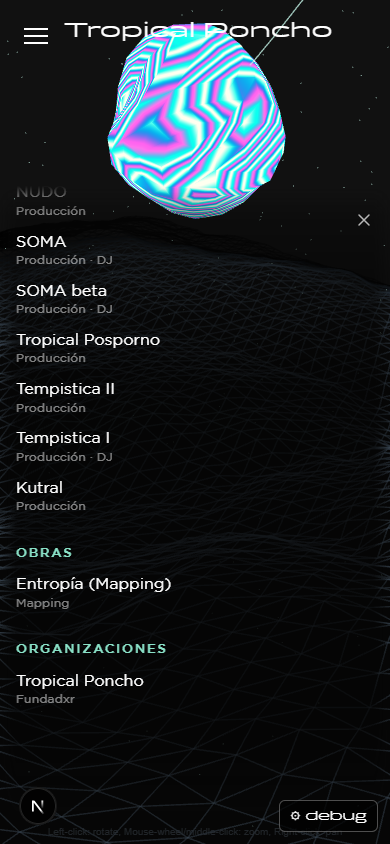 Tropical Poncho
NUDO
Producción
SOMA
Producción · DJ
SOMA beta
Producción · DJ
Tropical Posporno
Producción
Tempistica II
Producción
Tempistica I
Producción · DJ
Kutral
Producción
OBRAS
Entropía (Mapping)
Mapping
ORGANIZACIONES
Tropical Poncho
Fundadxr
N
debug
Left-click: rotate, Mouse-wheel/middle-click: zoom, Right-click: pan